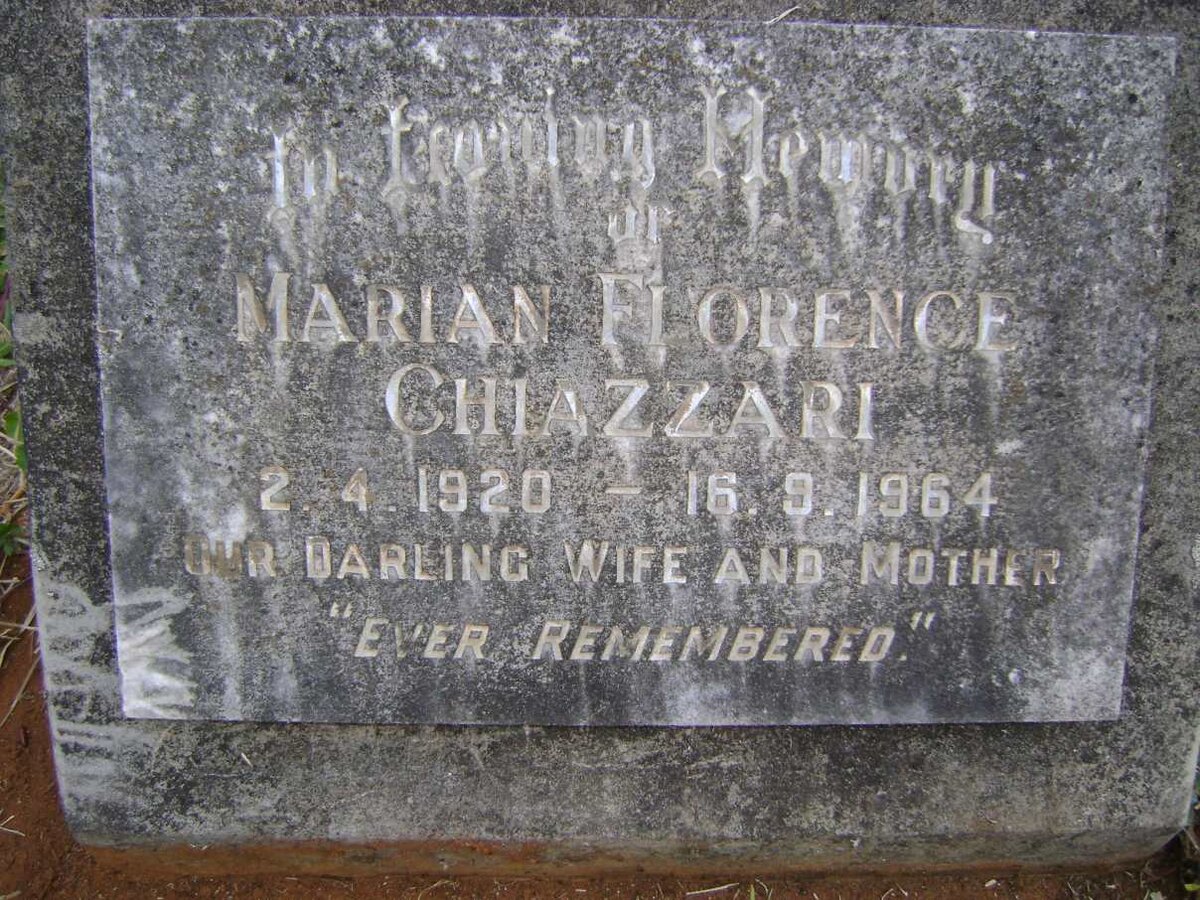 In Loving Memory
of
MARIAN FLORENCE
CHIAZZARI
2.4.1920 – 16.9.1964
OUR DARLING WIFE AND MOTHER
"EVER REMEMBERED."